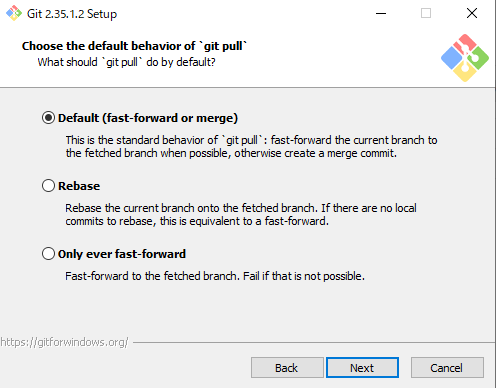 Git 2.35.1.2 Setup
Choose the default behavior of `git pull`
What should `git pull` do by default?
Default (fast-forward or merge)
This is the standard behavior of `git pull`: fast-forward the current branch to
the fetched branch when possible, otherwise create a merge commit.
Rebase
Rebase the current branch onto the fetched branch. If there are no local
commits to rebase, this is equivalent to a fast-forward.
Only ever fast-forward
Fast-forward to the fetched branch. Fail if that is not possible.
https://gitforwindows.org/
Back
Next
Cancel